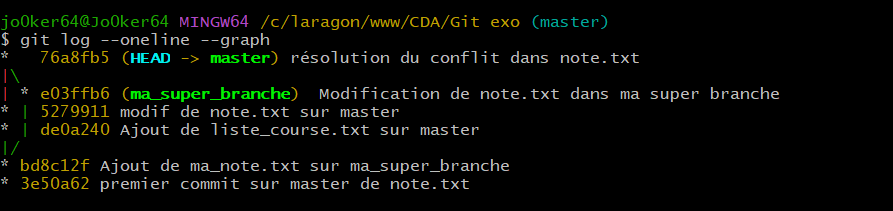 jo0ker64@Jo0ker64 MINGW64 /c/laragon/www/CDA/Git exo (master)
$ git log --oneline --graph
*   76a8fb5 (HEAD -> master) résolution du conflit dans note.txt
|\
| * e03ffb6 (ma_super_branche)  Modification de note.txt dans ma super branche
* | 5279911 modif de note.txt sur master
* | de0a240 Ajout de liste_course.txt sur master
|/
* bd8c12f Ajout de ma_note.txt sur ma_super_branche
* 3e50a62 premier commit sur master de note.txt